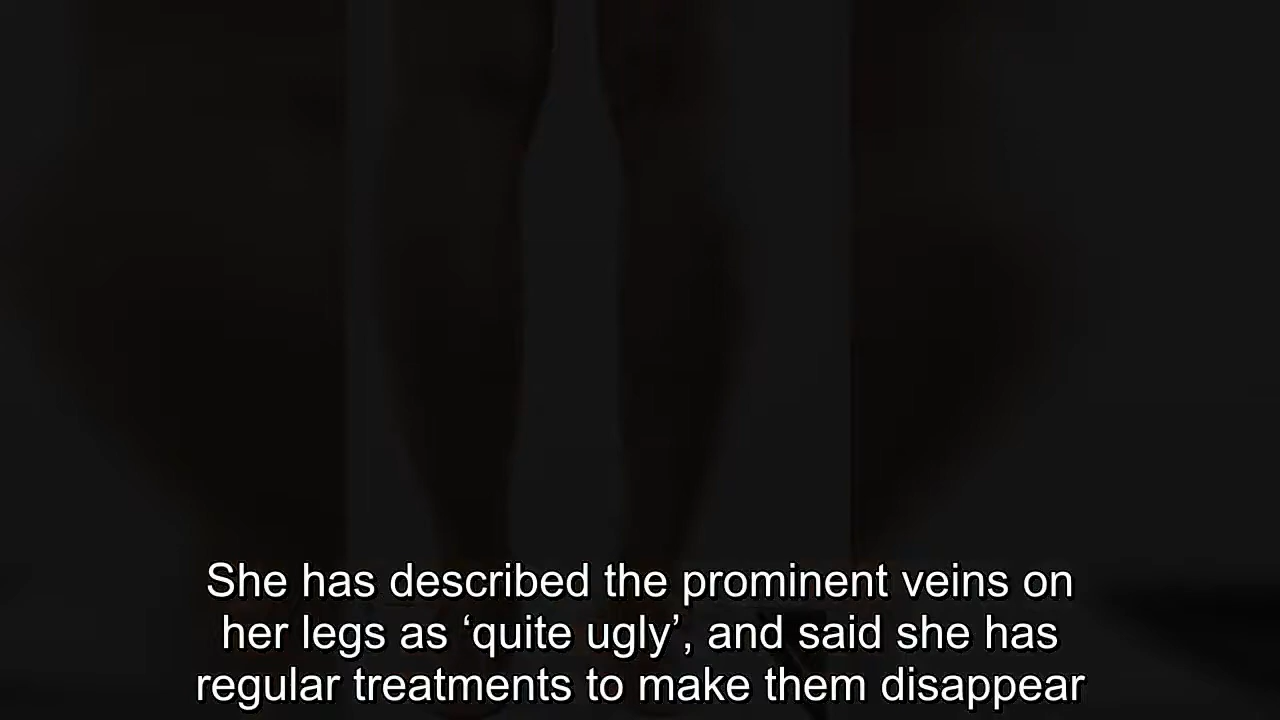 She has described the prominent veins on
her legs as ‘quite ugly’, and said she has
regular treatments to make them disappear